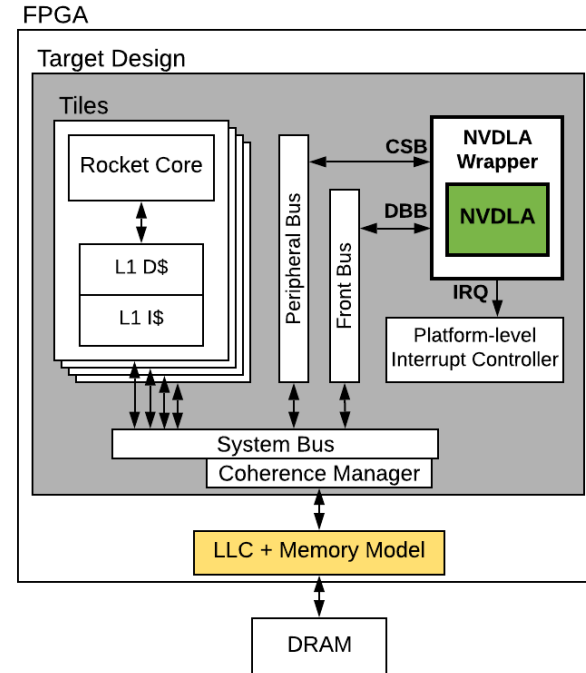 FPGA
Target Design
Tiles
Rocket Core
L1 D$
L1 I$
Peripheral Bus
Front Bus
CSB
DBB
NVDLA
Wrapper
NVDLA
IRQ
Platform-level
Interrupt Controller
System Bus
Coherence Manager
LLC + Memory Model
DRAM